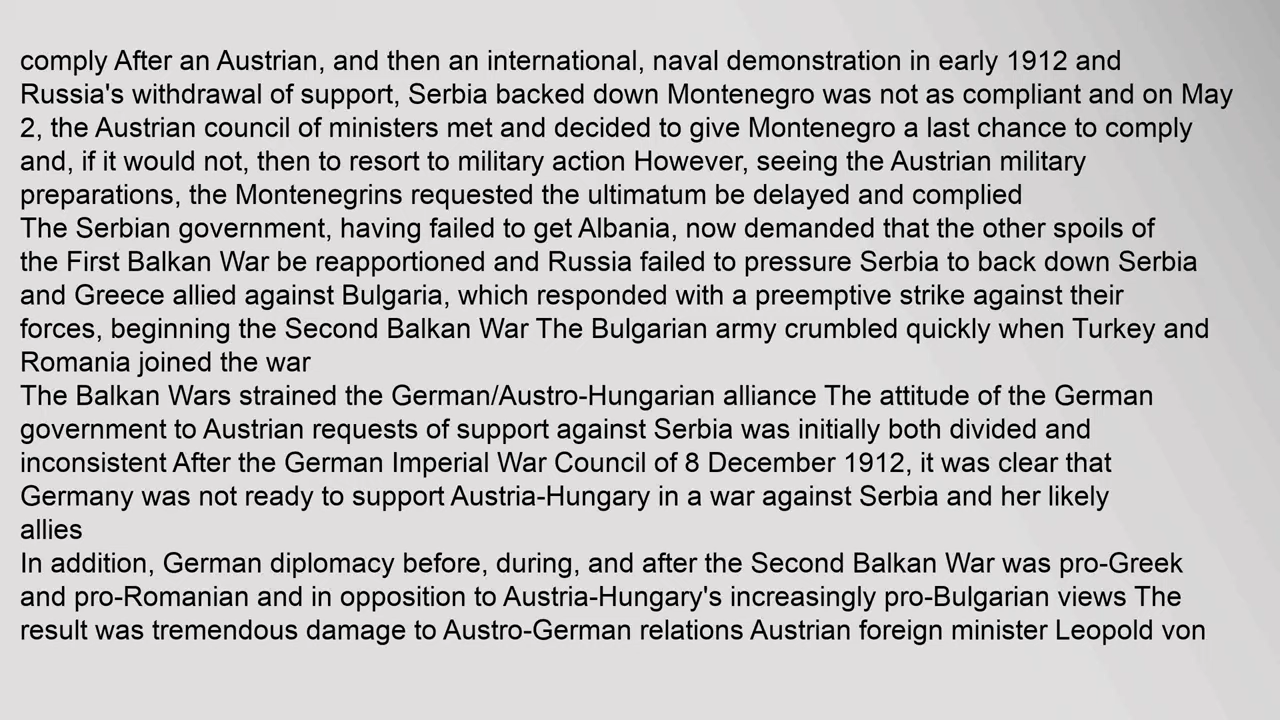 comply After an Austrian, and then an international, naval demonstration in early 1912 and
Russia's withdrawal of support, Serbia backed down Montenegro was not as compliant and on May
2, the Austrian council of ministers met and decided to give Montenegro a last chance to comply
and, if it would not, then to resort to military action However, seeing the Austrian military
preparations, the Montenegrins requested the ultimatum be delayed and complied
The Serbian government, having failed to get Albania, now demanded that the other spoils of
the First Balkan War be reapportioned and Russia failed to pressure Serbia to back down Serbia
and Greece allied against Bulgaria, which responded with a preemptive strike against their
forces, beginning the Second Balkan War The Bulgarian army crumbled quickly when Turkey and
Romania joined the war
The Balkan Wars strained the German/Austro-Hungarian alliance The attitude of the German
government to Austrian requests of support against Serbia was initially both divided and
inconsistent After the German Imperial War Council of 8 December 1912, it was clear that
Germany was not ready to support Austria-Hungary in a war against Serbia and her likely
allies
In addition, German diplomacy before, during, and after the Second Balkan War was pro-Greek
and pro-Romanian and in opposition to Austria-Hungary's increasingly pro-Bulgarian views The
result was tremendous damage to Austro-German relations Austrian foreign minister Leopold von